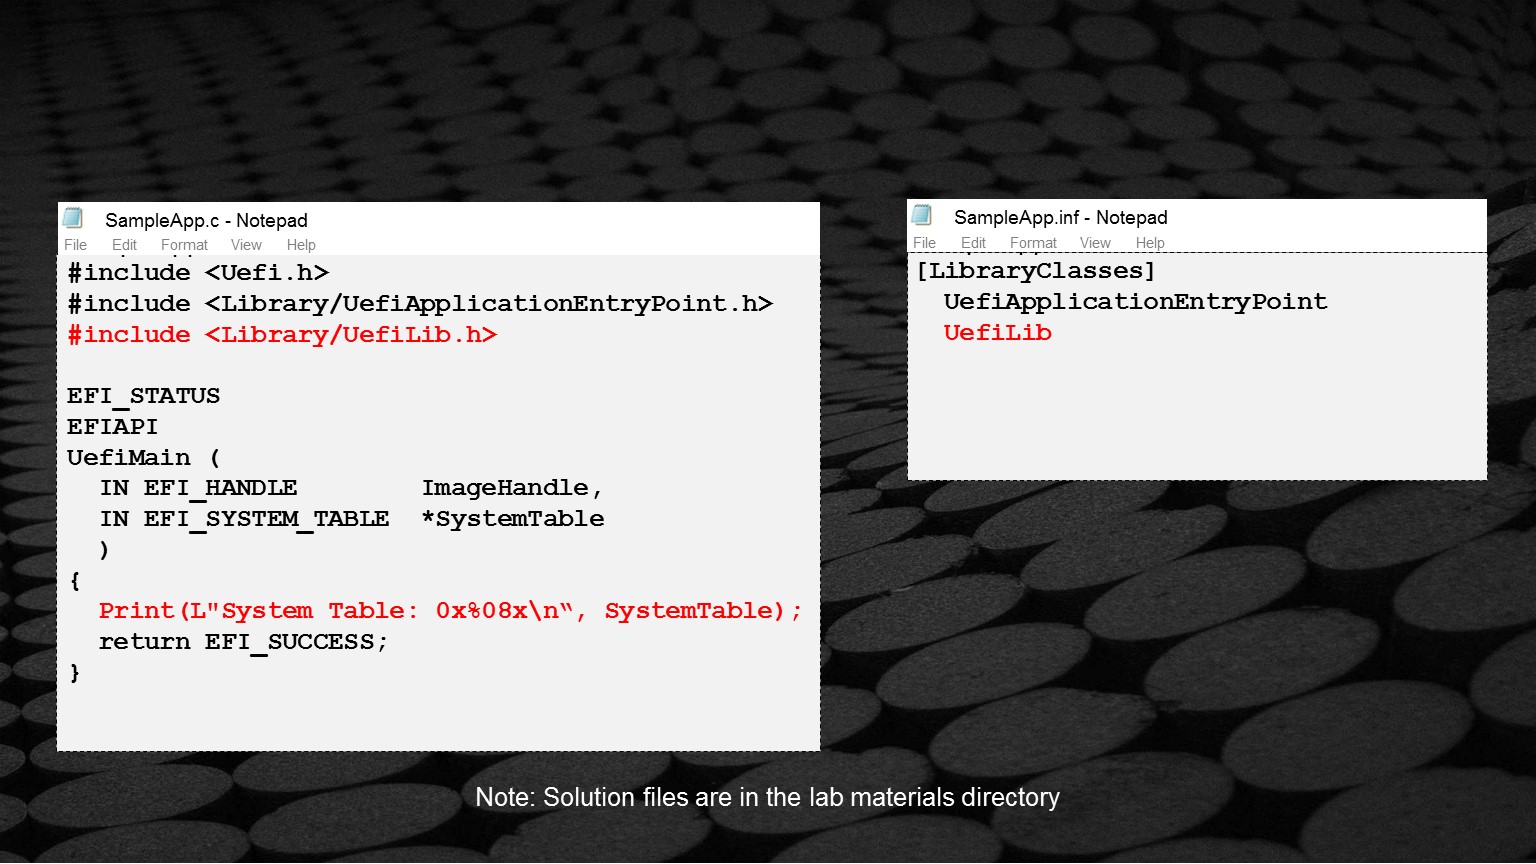 SampleApp.c - Notepad
File Edit Format View Help
#include <Uefi.h>
#include <Library/UefiApplicationEntryPoint.h>
#include <Library/UefiLib.h>
EFI_STATUS
EFIAPI
UefiMain (
IN EFI_HANDLE ImageHandle,
IN EFI_SYSTEM_TABLE *SystemTable
)
{
Print(L"System Table: 0x%08x\n“, SystemTable);
return EFI_SUCCESS;
}
SampleApp.inf - Notepad
File Edit Format View Help
[LibraryClasses]
UefiApplicationEntryPoint
UefiLib
Note: Solution files are in the lab materials directory